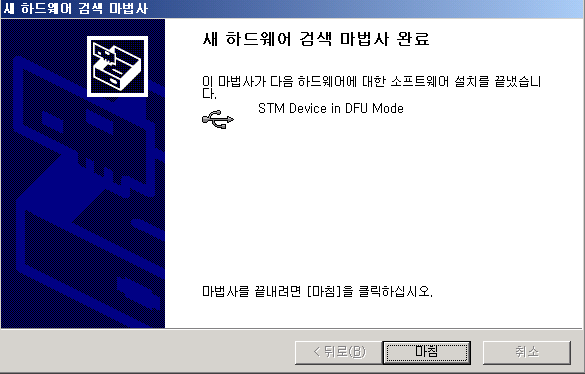 새 하드웨어 검색 마법사
새 하드웨어 검색 마법사 완료
이 마법사가 다음 하드웨어에 대한 소프트웨어 설치를 끝냈습니
다.
STM Device in DFU Mode
마법사를 끝내려면 [마침]을 클릭하십시오.
< 뒤로(B) 마침 취소